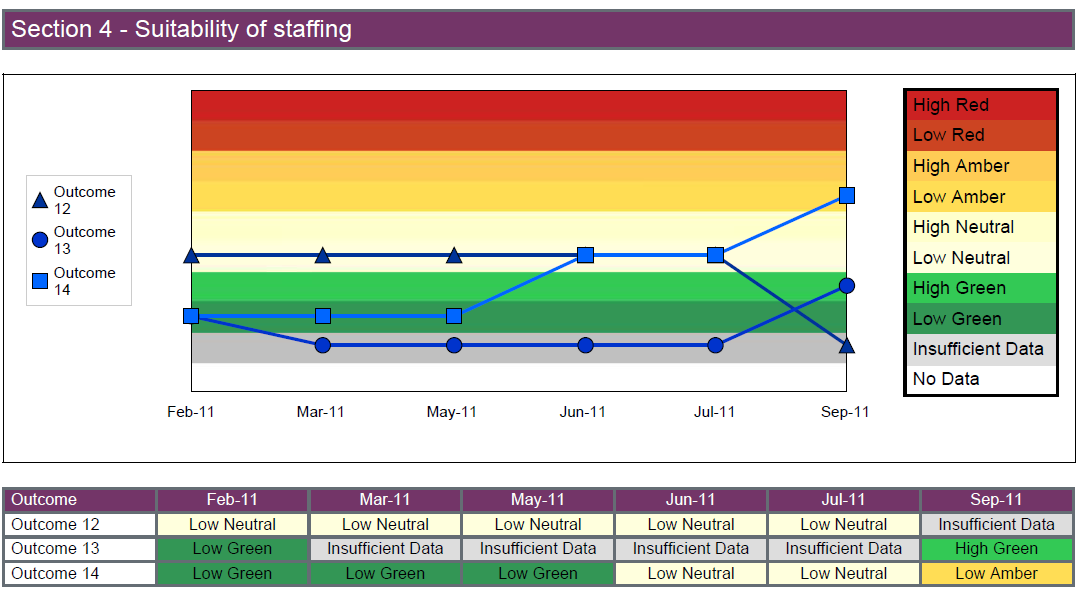 Section 4 - Suitability of staffing
Outcome
12
Outcome
13
Outcome
14
High Red
Low Red
High Amber
Low Amber
High Neutral
Low Neutral
High Green
Low Green
Insufficient Data
No Data
Feb-11 Mar-11 May-11 Jun-11 Jul-11 Sep-11
Outcome Feb-11 Mar-11 May-11 Jun-11 Jul-11 Sep-11
Outcome 12 Low Neutral Low Neutral Low Neutral Low Neutral Low Neutral Insufficient Data
Outcome 13 Low Green Insufficient Data Insufficient Data Insufficient Data Insufficient Data High Green
Outcome 14 Low Green Low Green Low Green Low Neutral Low Neutral Low Amber